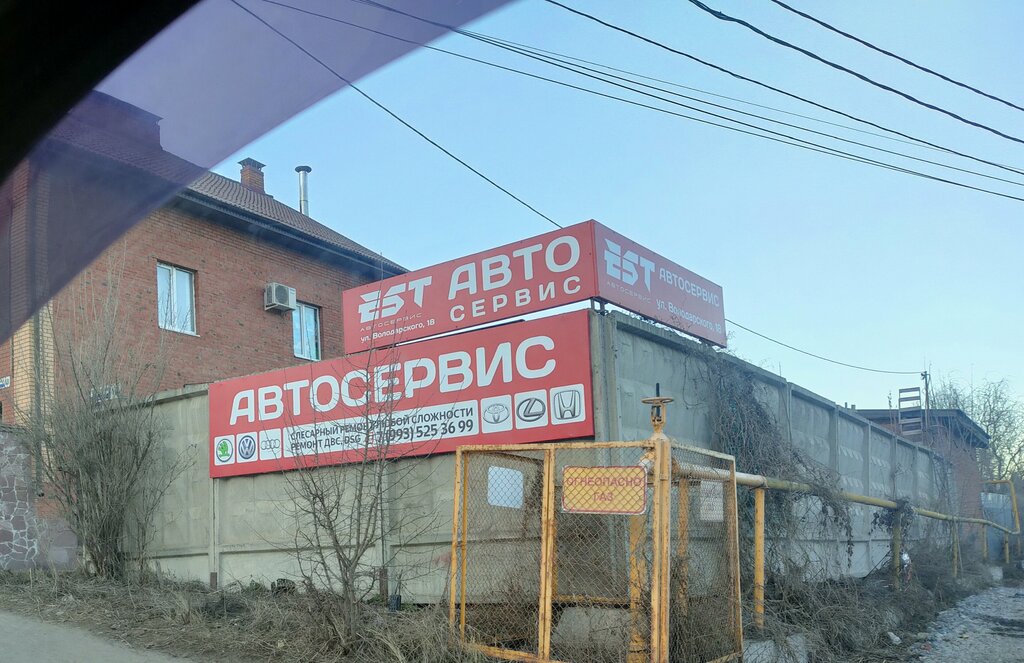 EST
АВТОСЕРВИС
АВТО
СЕРВИС
ул. Володарского, 18
EST
АВТОСЕРВИС
АВТОСЕРВИС
ул. Володарского, 18
АВТОСЕРВИС
СЛЕСАРНЫЙ РЕМОНТ ЛЮБОЙ СЛОЖНОСТИ
РЕМОНТ ДВС, DSG
(993) 525 36 99
ОГНЕОПАСНО
ГАЗ